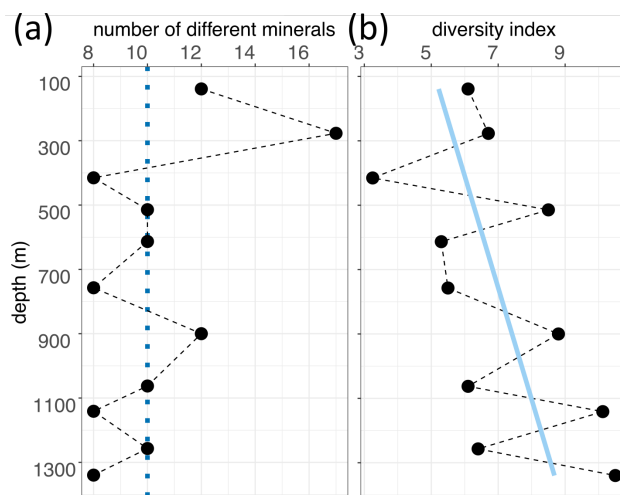 (a) number of different minerals
8 10 12 14 16
(b) diversity index
3 5 7 9
depth (m)
100
300
500
700
900
1100
1300